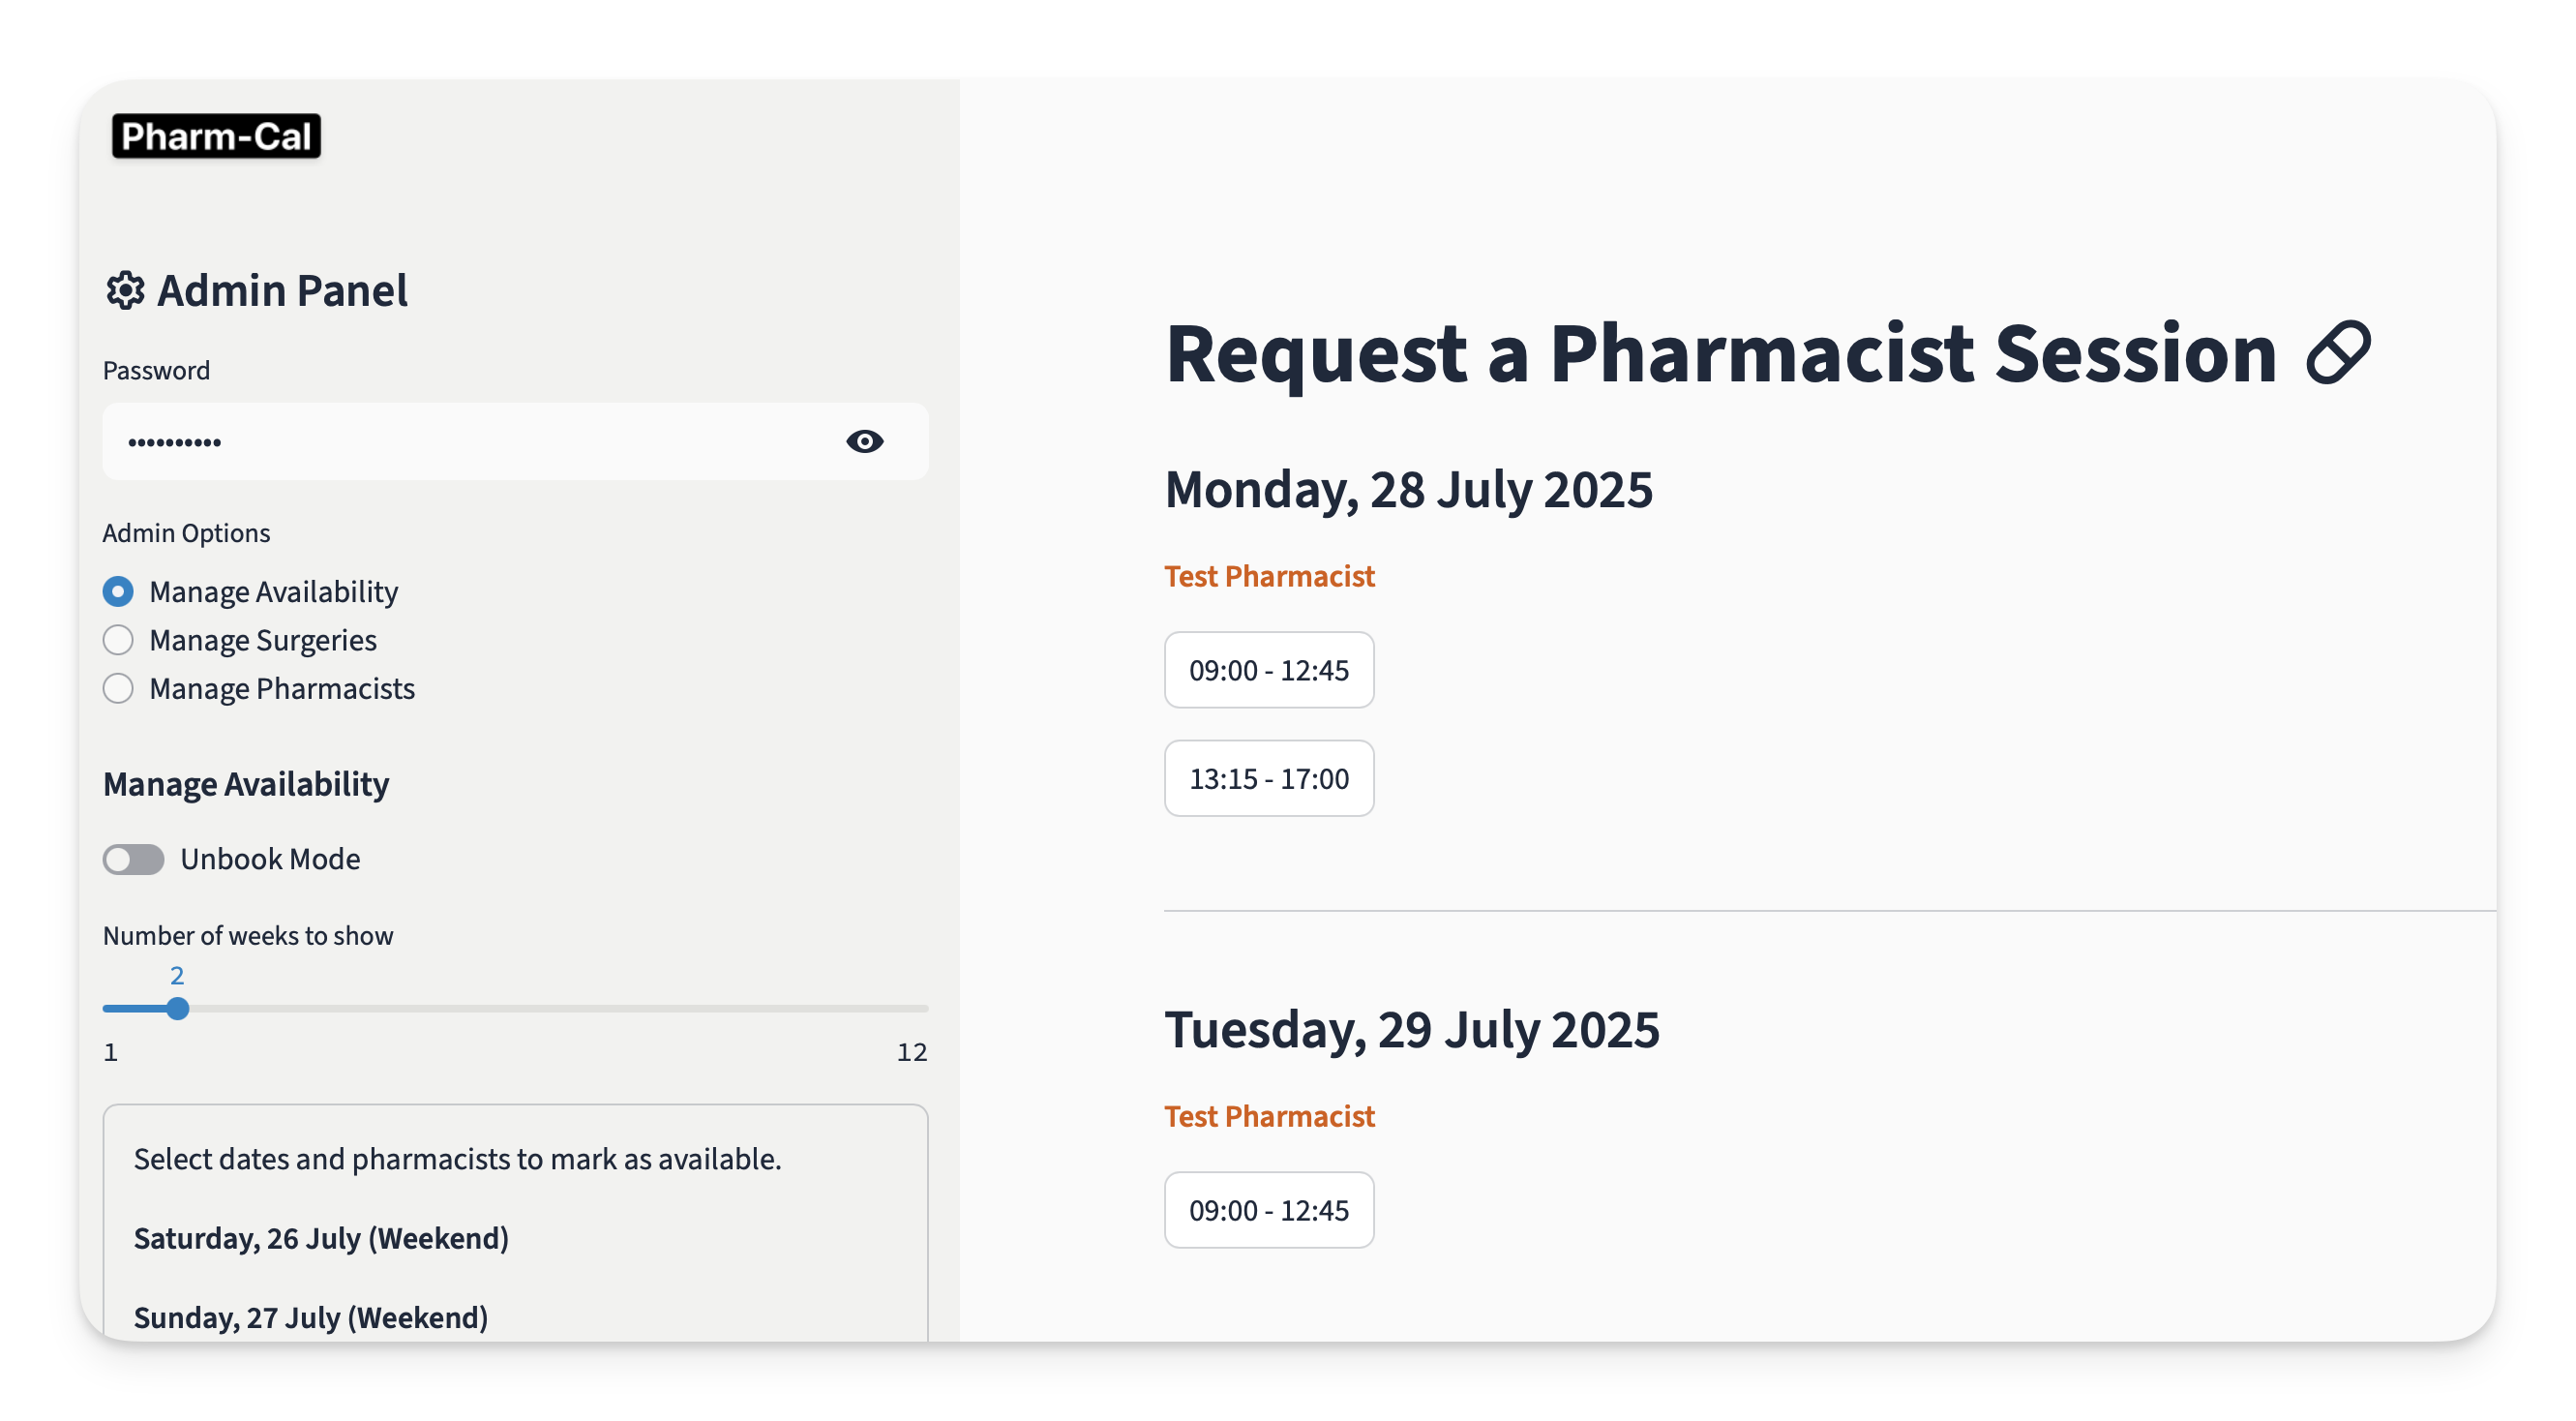 Pharm-Cal
Admin Panel
Password
••••••••••
Admin Options
Manage Availability
Manage Surgeries
Manage Pharmacists
Manage Availability
Unbook Mode
Number of weeks to show
2
1
12
Select dates and pharmacists to mark as available.
Saturday, 26 July (Weekend)
Sunday, 27 July (Weekend)
Request a Pharmacist Session
Monday, 28 July 2025
Test Pharmacist
09:00 - 12:45
13:15 - 17:00
Tuesday, 29 July 2025
Test Pharmacist
09:00 - 12:45